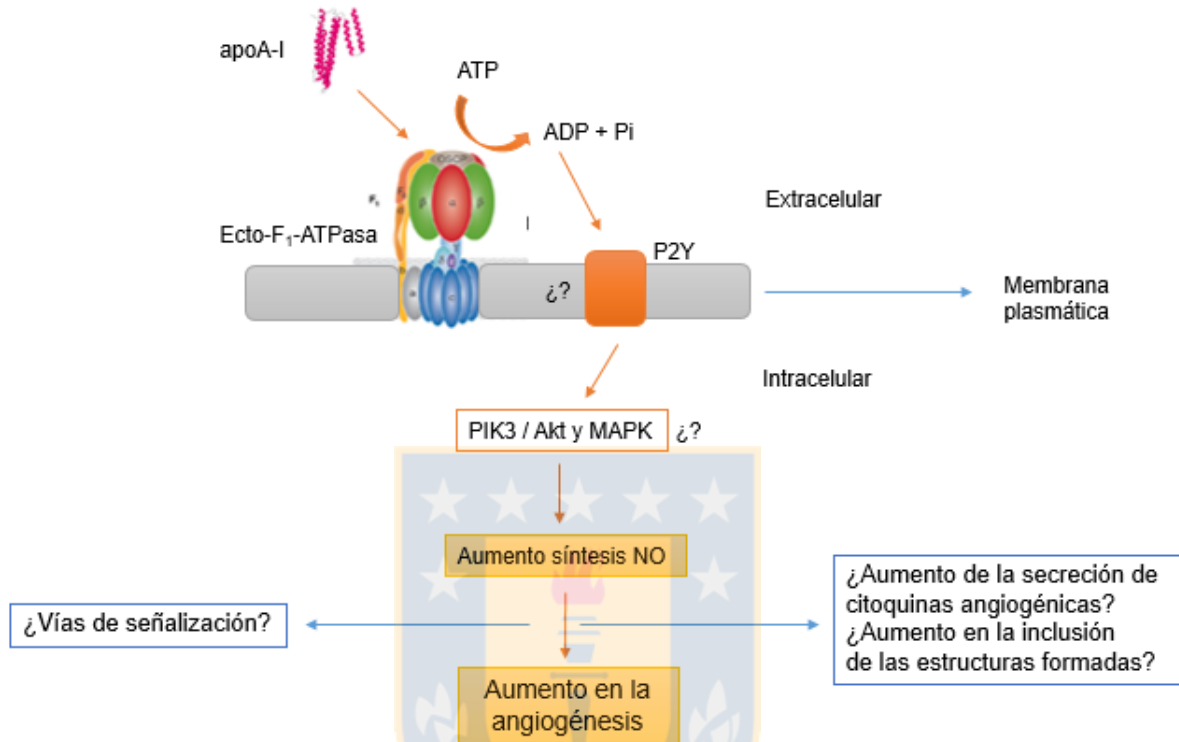 apoA-I
ATP
ADP + Pi
Extracelular
F₁
OSCP
β
α
β
Ecto-F₁-ATPasa
P2Y
¿?
Membrana
plasmática
Intracelular
PIK3 / Akt y MAPK ¿?
Aumento síntesis NO
¿Aumento de la secreción de
citoquinas angiogénicas?
¿Aumento en la inclusión
de las estructuras formadas?
¿Vías de señalización?
Aumento en la
angiogénesis